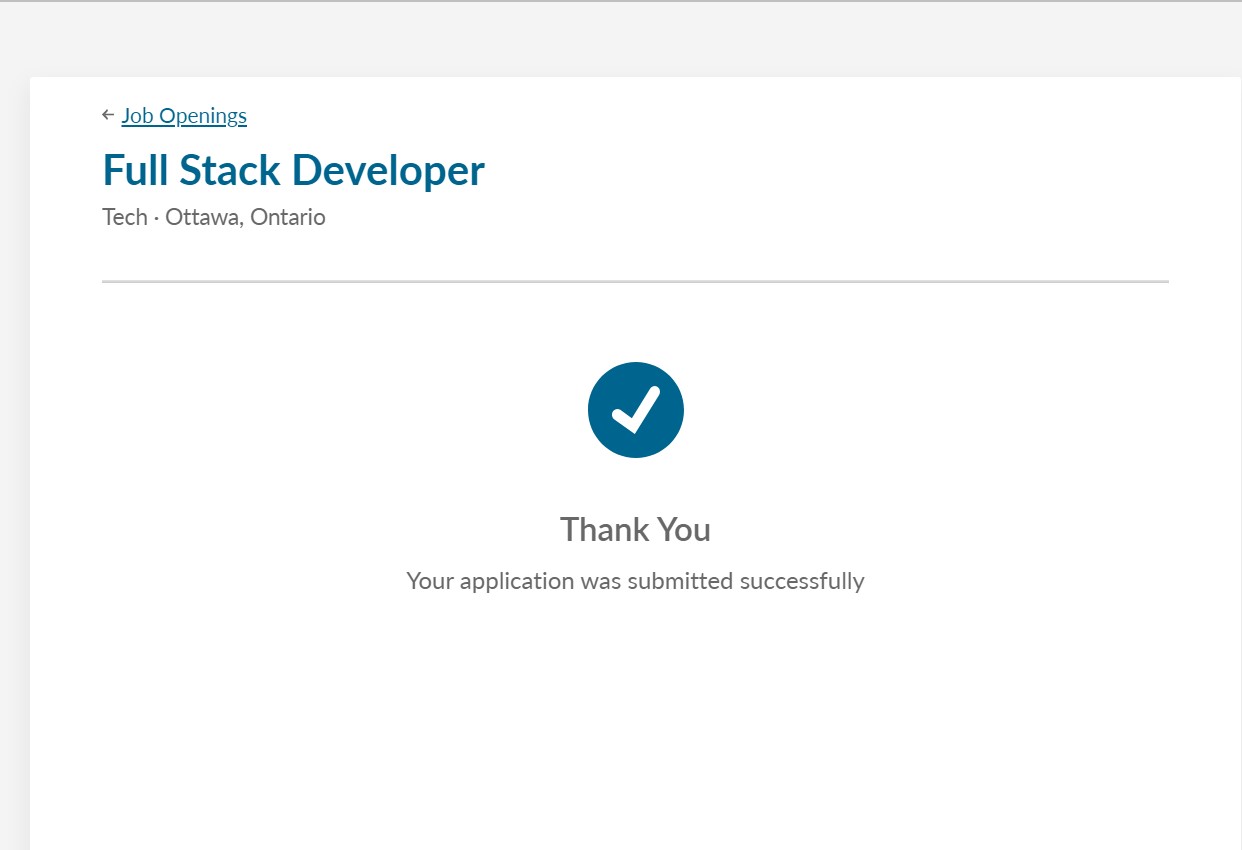 ← Job Openings
Full Stack Developer
Tech · Ottawa, Ontario
Thank You
Your application was submitted successfully